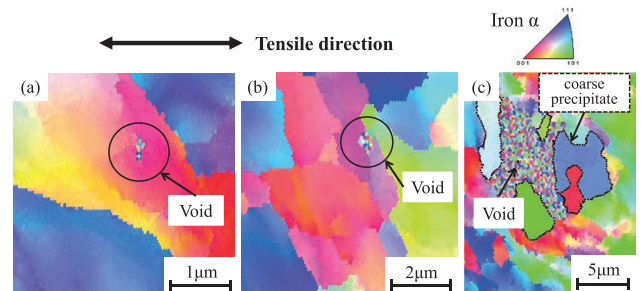 Iron α
111
001
101
Tensile direction
(a)
(b)
(c)
coarse
precipitate
Void
Void
Void
1μm
2μm
5μm